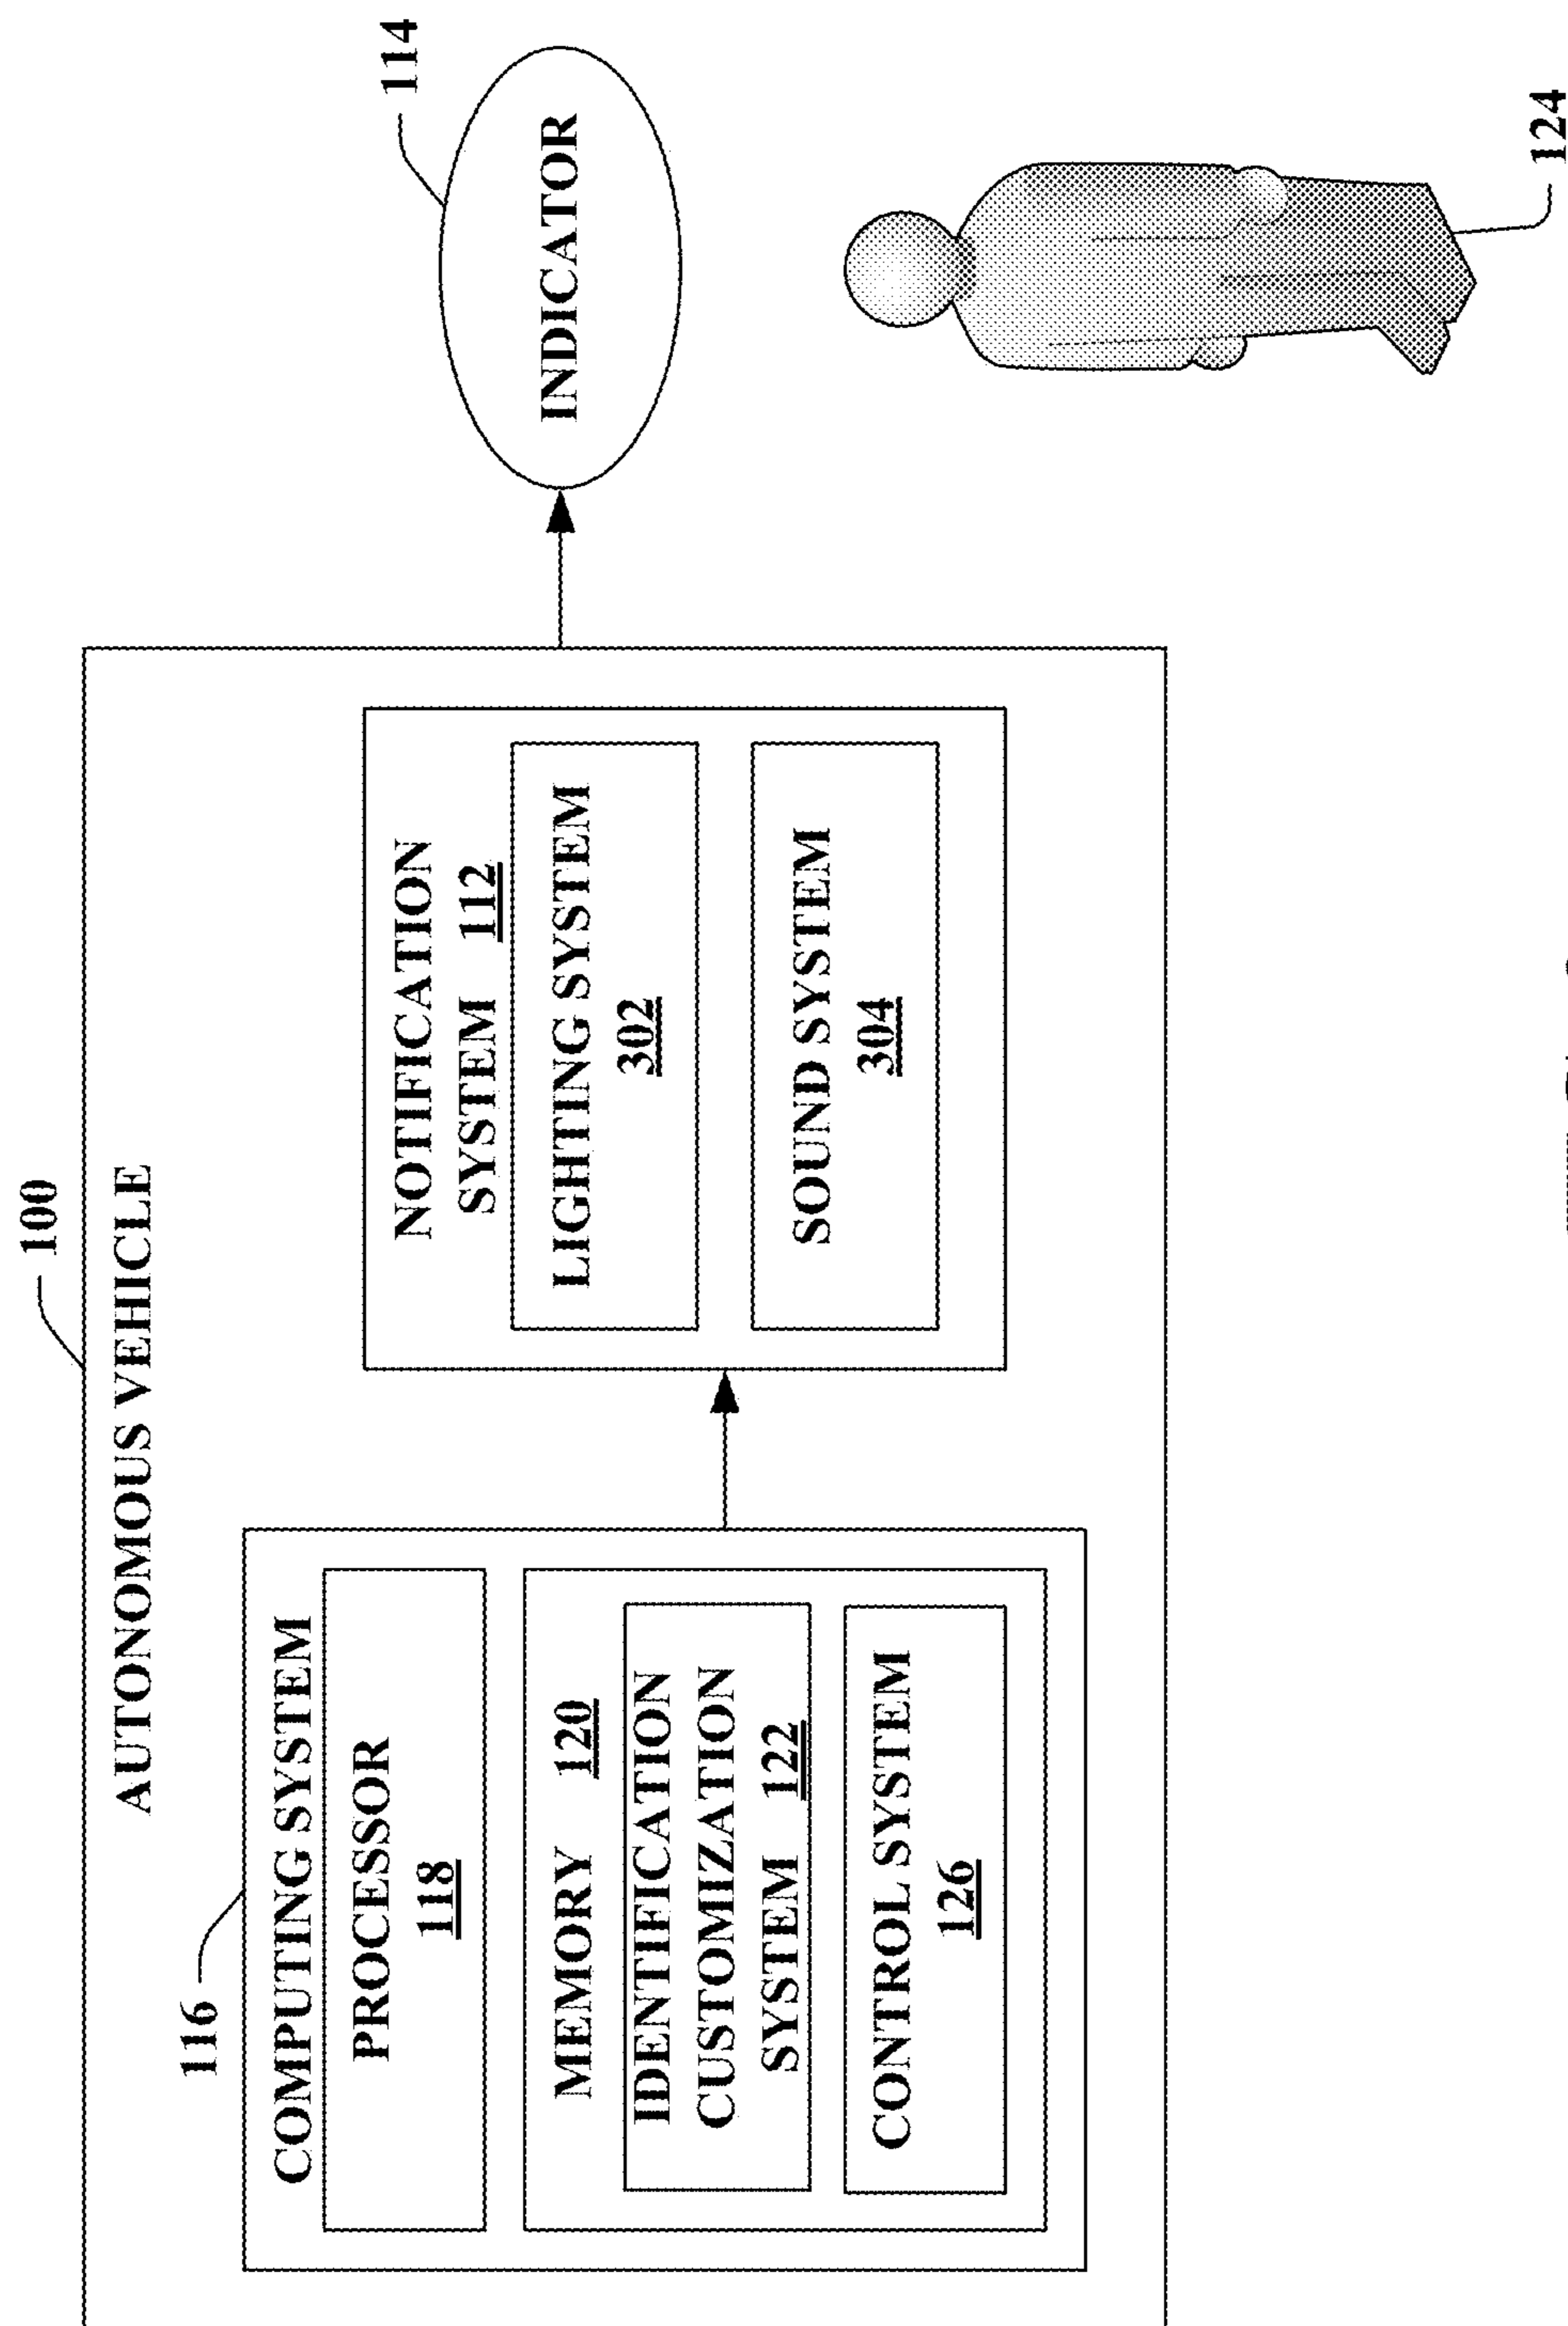 100
AUTONOMOUS VEHICLE
116
COMPUTING SYSTEM
PROCESSOR
118
MEMORY 120
IDENTIFICATION
CUSTOMIZATION
SYSTEM 122
CONTROL SYSTEM
126
NOTIFICATION
SYSTEM 112
LIGHTING SYSTEM
302
SOUND SYSTEM
304
114
INDICATOR
124